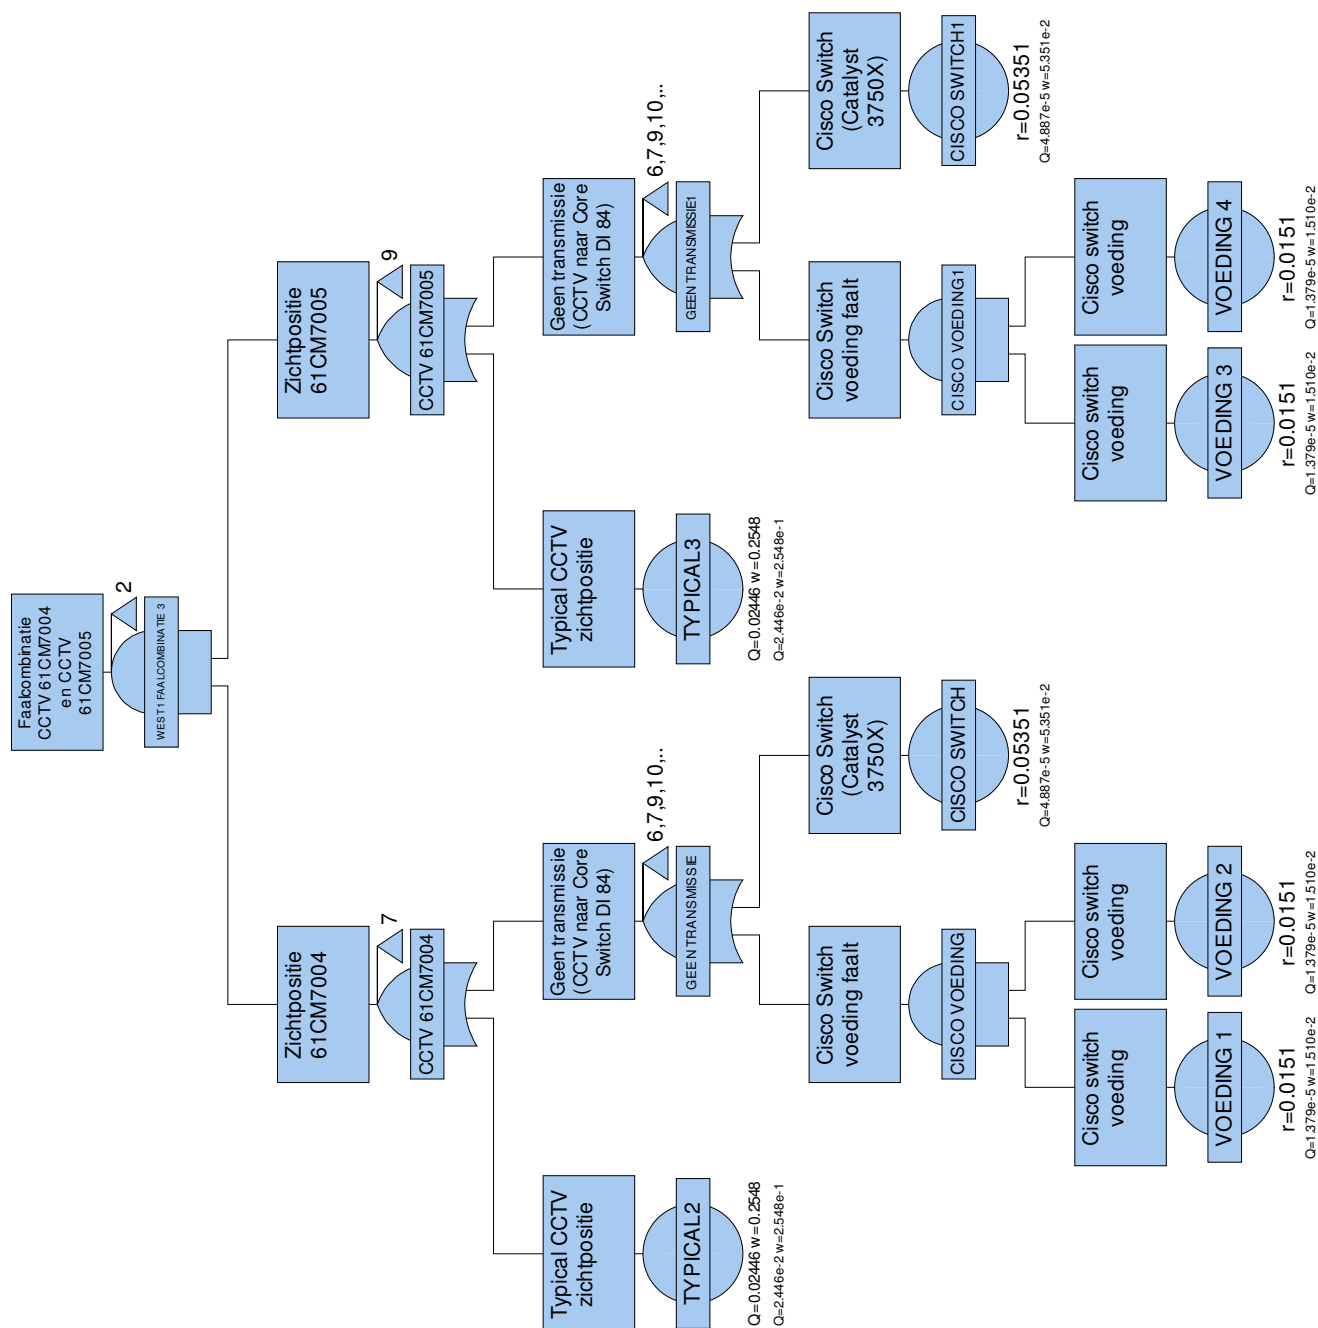 Faalcombinatie
CCTV 61CM7004
en CCTV
61CM7005
2
WEST1 FAALCOMBINATIE 3
Zichtpositie
61CM7004
7
CCTV 61CM7004
Zichtpositie
61CM7005
9
CCTV 61CM7005
Typical CCTV
zichtpositie
TYPICAL2
Q=0.02446 w=0.2548
Q=2.446e-2 w=2.548e-1
Geen transmissie
(CCTV naar Core
Switch DI 84)
6,7,9,10,..
GEEN TRANSMISSIE
Typical CCTV
zichtpositie
TYPICAL3
Q=0.02446 w=0.2548
Q=2.446e-2 w=2.548e-1
Geen transmissie
(CCTV naar Core
Switch DI 84)
6,7,9,10,..
GEEN TRANSMISSIE1
Cisco Switch
voeding faalt
CISCO VOEDING
Cisco Switch
(Catalyst
3750X)
CISCO SWITCH
r=0.05351
Q=4.887e-5 w=5.351e-2
Cisco Switch
voeding faalt
CISCO VOEDING1
Cisco Switch
(Catalyst
3750X)
CISCO SWITCH1
r=0.05351
Q=4.887e-5 w=5.351e-2
Cisco switch
voeding
VOEDING 1
r=0.0151
Q=1.379e-5 w=1.510e-2
Cisco switch
voeding
VOEDING 2
r=0.0151
Q=1.379e-5 w=1.510e-2
Cisco switch
voeding
VOEDING 3
r=0.0151
Q=1.379e-5 w=1.510e-2
Cisco switch
voeding
VOEDING 4
r=0.0151
Q=1.379e-5 w=1.510e-2